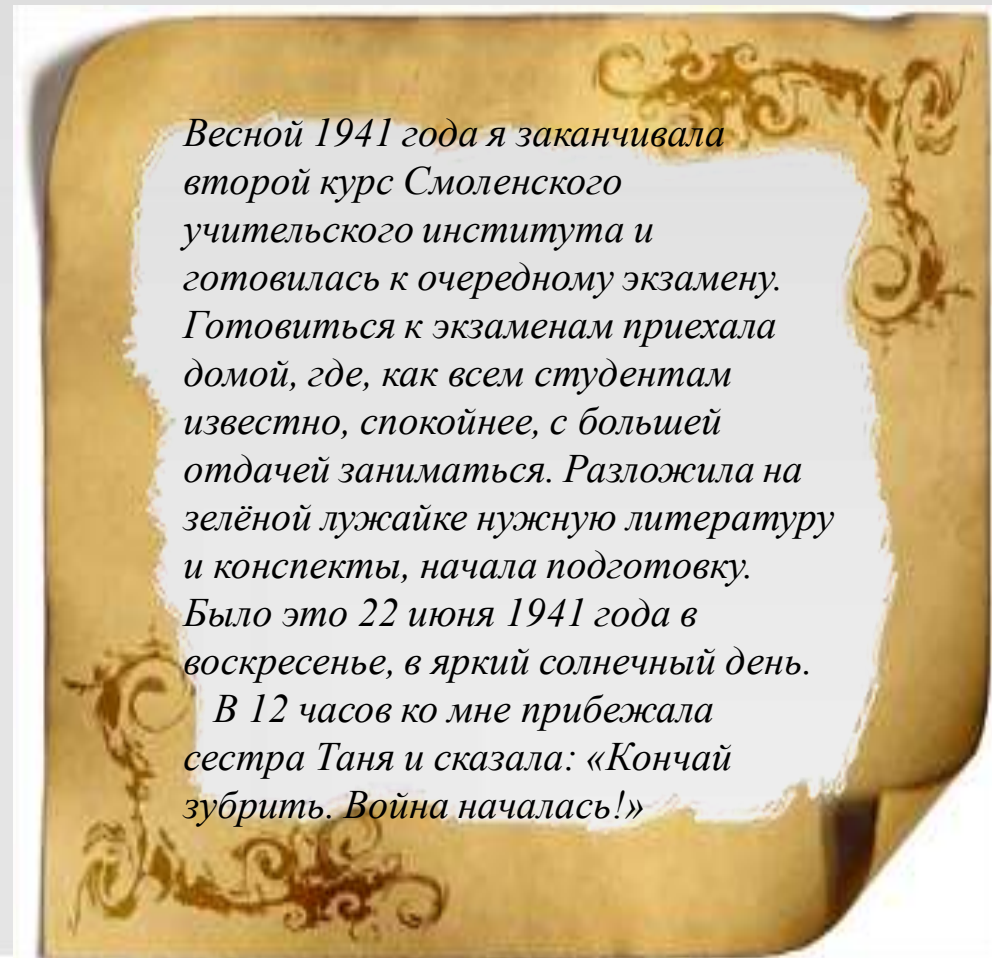 Весной 1941 года я заканчивала
второй курс Смоленского
учительского института и
готовилась к очередному экзамену.
Готовиться к экзаменам приехала
домой, где, как всем студентам
известно, спокойнее, с большей
отдачей заниматься. Разложила на
зелёной лужайке нужную литературу
и конспекты, начала подготовку.
Было это 22 июня 1941 года в
воскресенье, в яркий солнечный день.
В 12 часов ко мне прибежала
сестра Таня и сказала: «Кончай
зубрить. Война началась!»